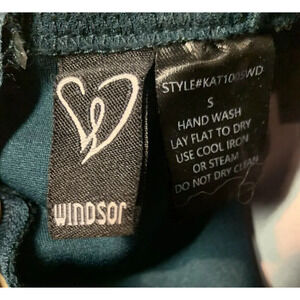 WINDSOR
STYLE#KAT1005WD
S
HAND WASH
LAY FLAT TO DRY
USE COOL IRON
OR STEAM
DO NOT DRY CLEAN